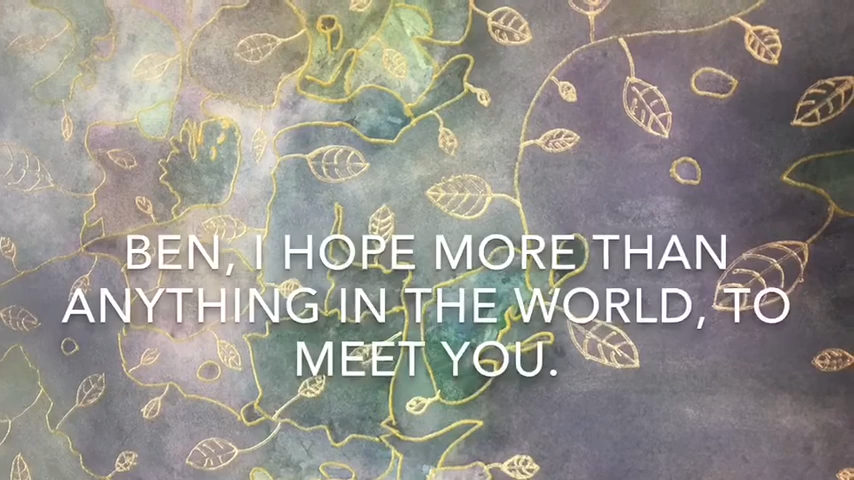 BEN, I HOPE MORE THAN
ANYTHING IN THE WORLD, TO
MEET YOU.